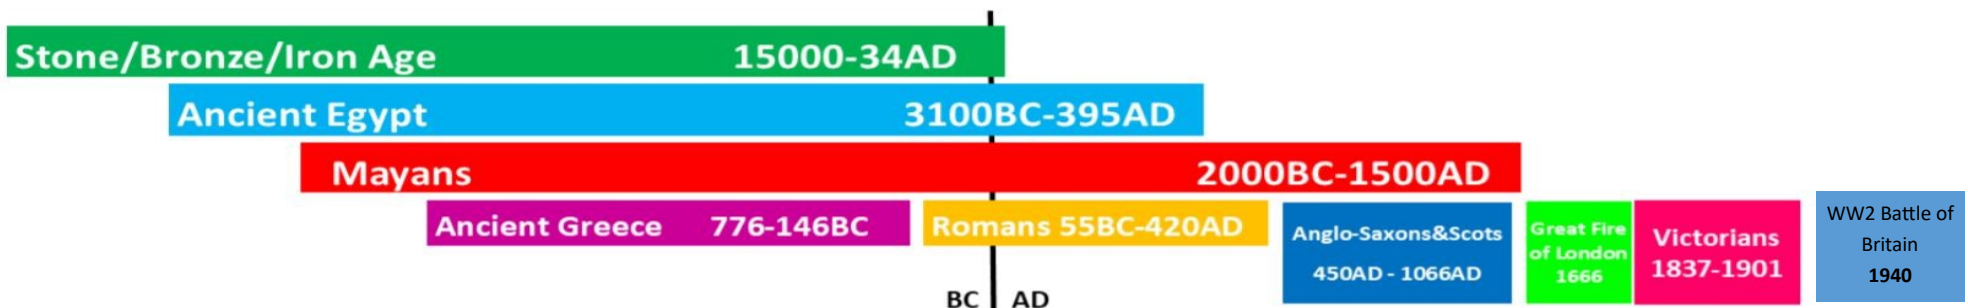 Stone/Bronze/Iron Age 15000-34AD
Ancient Egypt 3100BC-395AD
Mayans 2000BC-1500AD
Ancient Greece 776-146BC
Romans 55BC-420AD
Anglo-Saxons&Scots
450AD - 1066AD
Great Fire
of London
1666
Victorians
1837-1901
WW2 Battle of
Britain
1940
BC AD